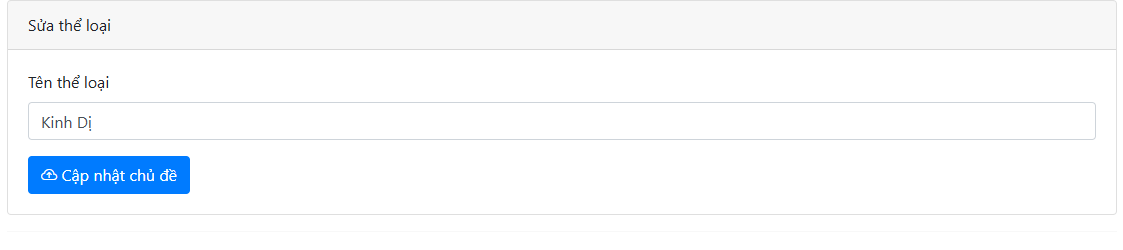 Sửa thể loại
Tên thể loại
Kinh Dị
Cập nhật chủ đề